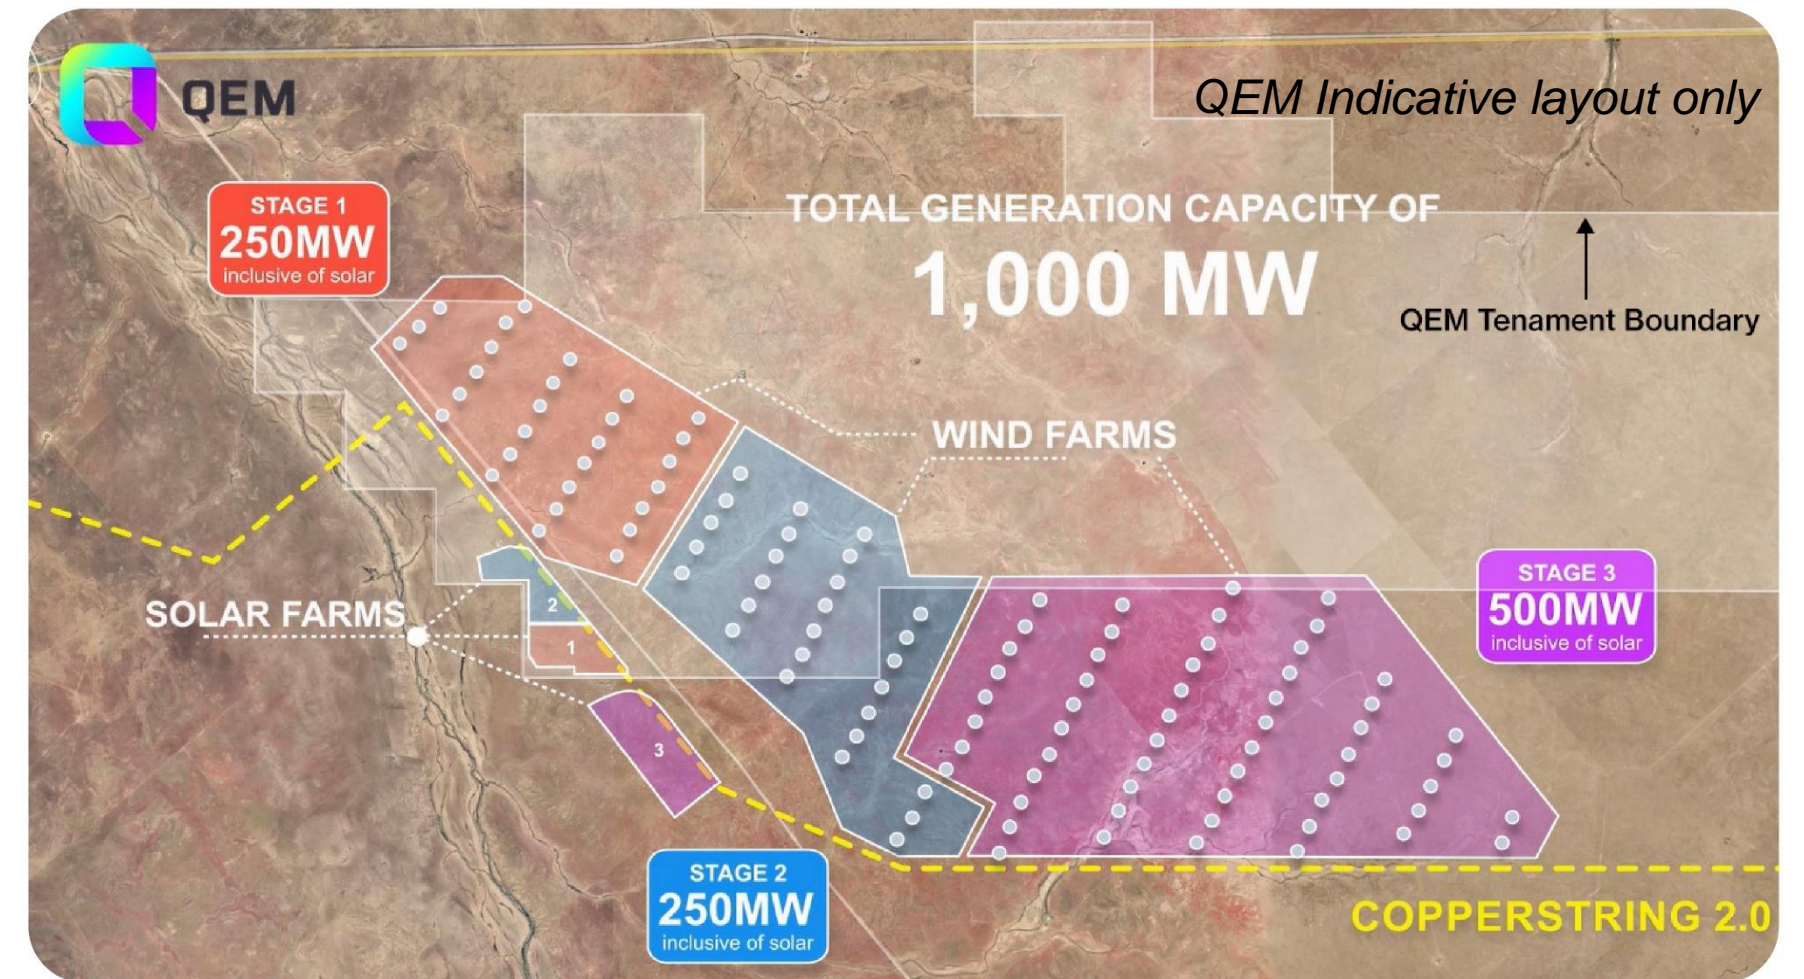 QEM
QEM Indicative layout only
STAGE 1
250MW
inclusive of solar
TOTAL GENERATION CAPACITY OF
1,000 MW
QEM Tenament Boundary
WIND FARMS
STAGE 3
500MW
inclusive of solar
SOLAR FARMS
2
1
3
STAGE 2
250MW
inclusive of solar
COPPERSTRING 2.0